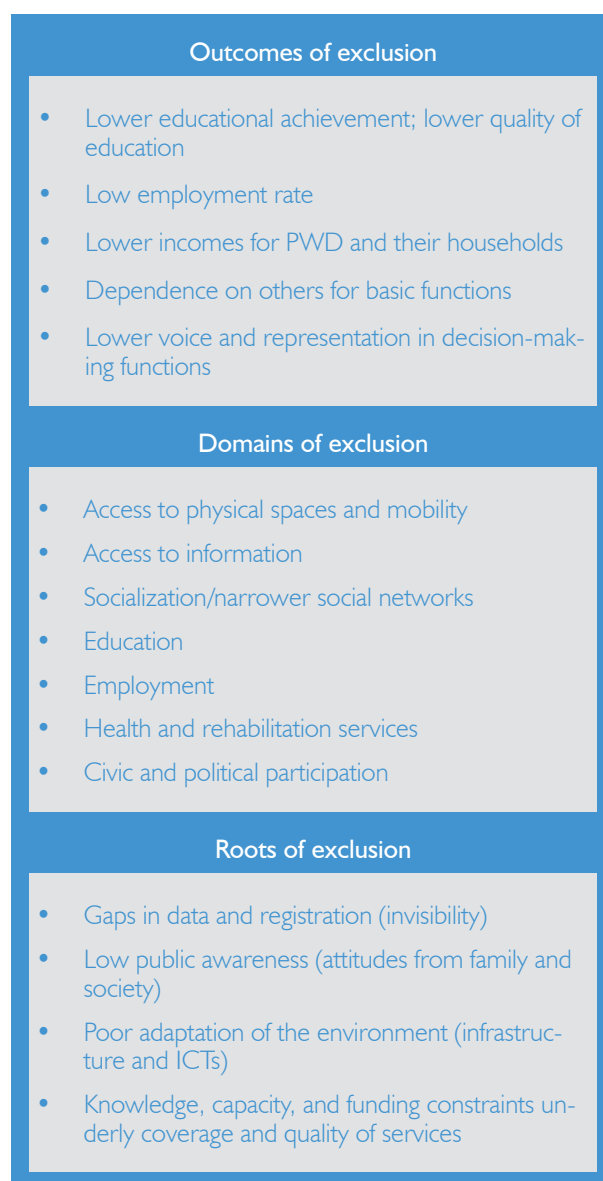 Outcomes of exclusion
• Lower educational achievement; lower quality of
education
• Low employment rate
• Lower incomes for PWD and their households
• Dependence on others for basic functions
• Lower voice and representation in decision-mak-
ing functions
Domains of exclusion
• Access to physical spaces and mobility
• Access to information
• Socialization/narrower social networks
• Education
• Employment
• Health and rehabilitation services
• Civic and political participation
Roots of exclusion
• Gaps in data and registration (invisibility)
• Low public awareness (attitudes from family and
society)
• Poor adaptation of the environment (infrastruc-
ture and ICTs)
• Knowledge, capacity, and funding constraints un-
derly coverage and quality of services